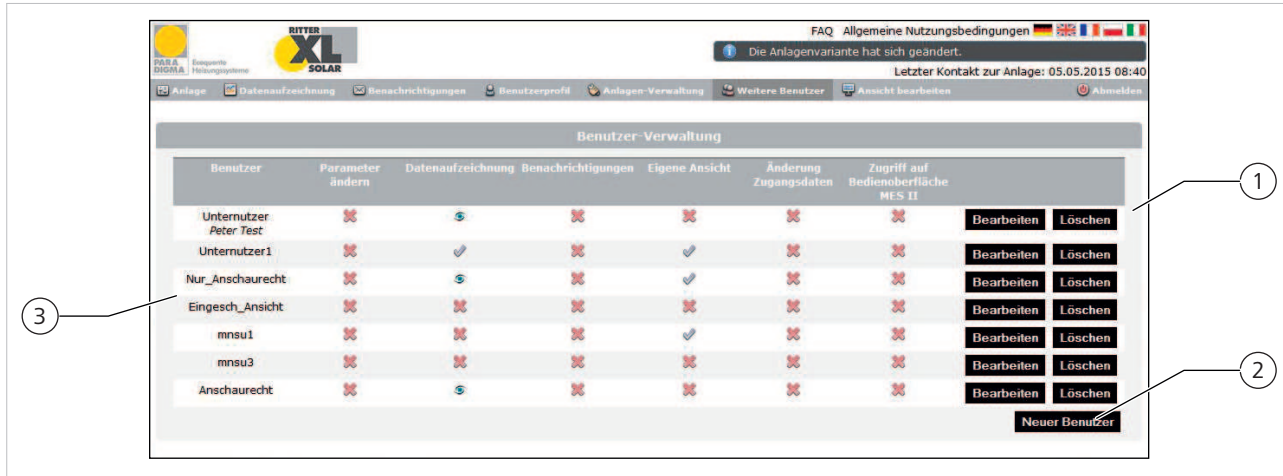 RITTER
XL
SOLAR
PARA
DIGMA
Exequente
Heizungssysteme
FAQ Allgemeine Nutzungsbedingungen
Die Anlagenvariante hat sich geändert.
Letzter Kontakt zur Anlage: 05.05.2015 08:40
Anlage Datenaufzeichnung Benachrichtigungen Benutzerprofil Anlagen-Verwaltung Weitere Benutzer Ansicht bearbeiten Abmelden
Benutzer-Verwaltung
Benutzer Parameter ändern Datenaufzeichnung Benachrichtigungen Eigene Ansicht Änderung Zugangsdaten Zugriff auf Bedienoberfläche MES II
Unternutzer Bearbeiten Löschen
Peter Test
Unternutzer1 Bearbeiten Löschen
Nur_Anschaurecht Bearbeiten Löschen
Eingesch_Ansicht Bearbeiten Löschen
mnsu1 Bearbeiten Löschen
mnsu3 Bearbeiten Löschen
Anschaurecht Bearbeiten Löschen
Neuer Benutzer
1
2
3